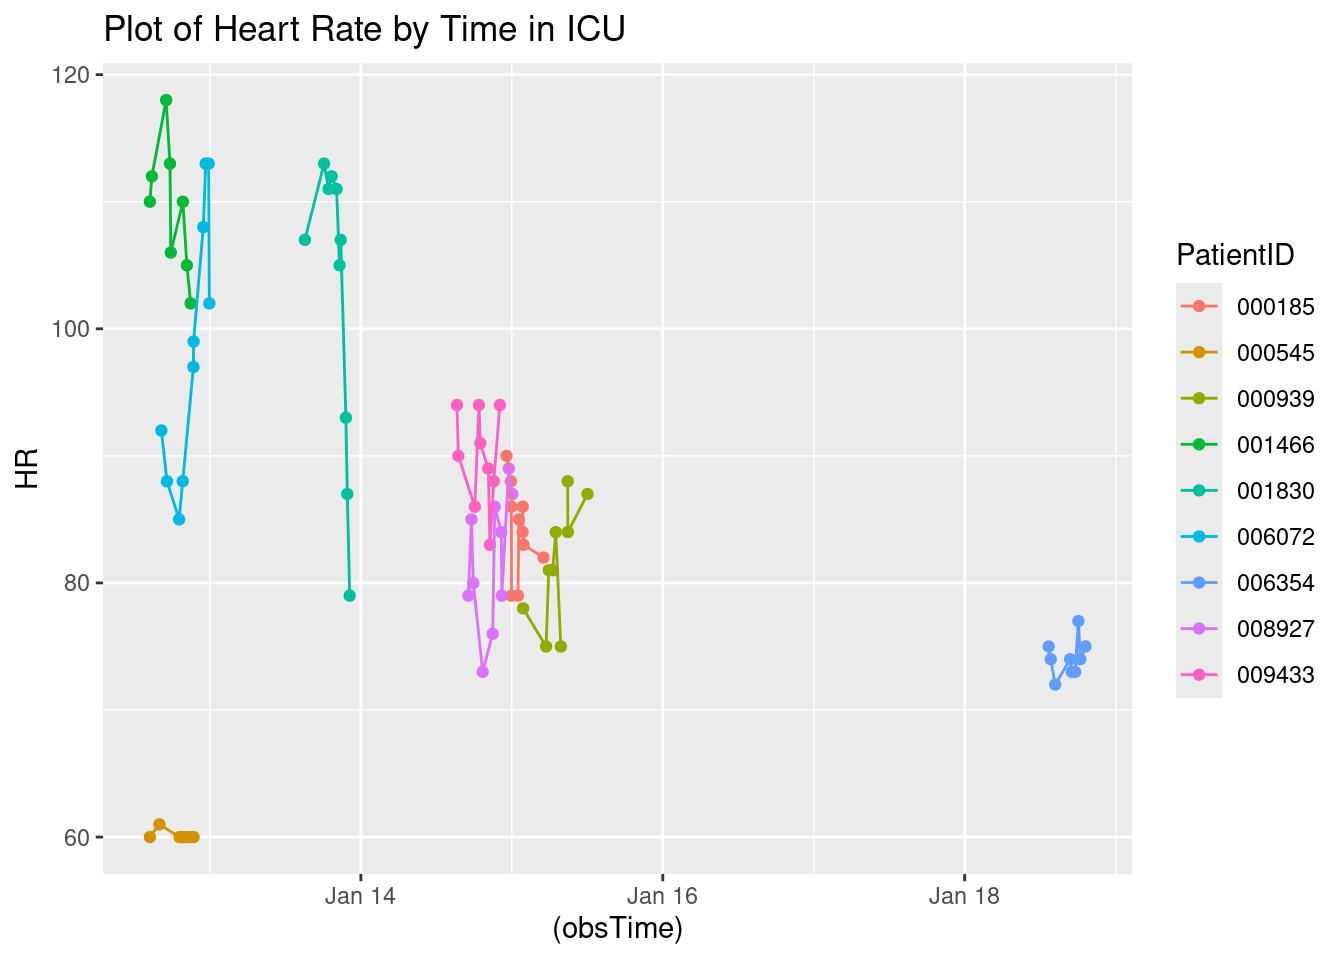 Plot of Heart Rate by Time in ICU
120
100
80
60
HR
Jan 14
Jan 16
Jan 18
(obsTime)
PatientID
000185
000545
000939
001466
001830
006072
006354
008927
009433